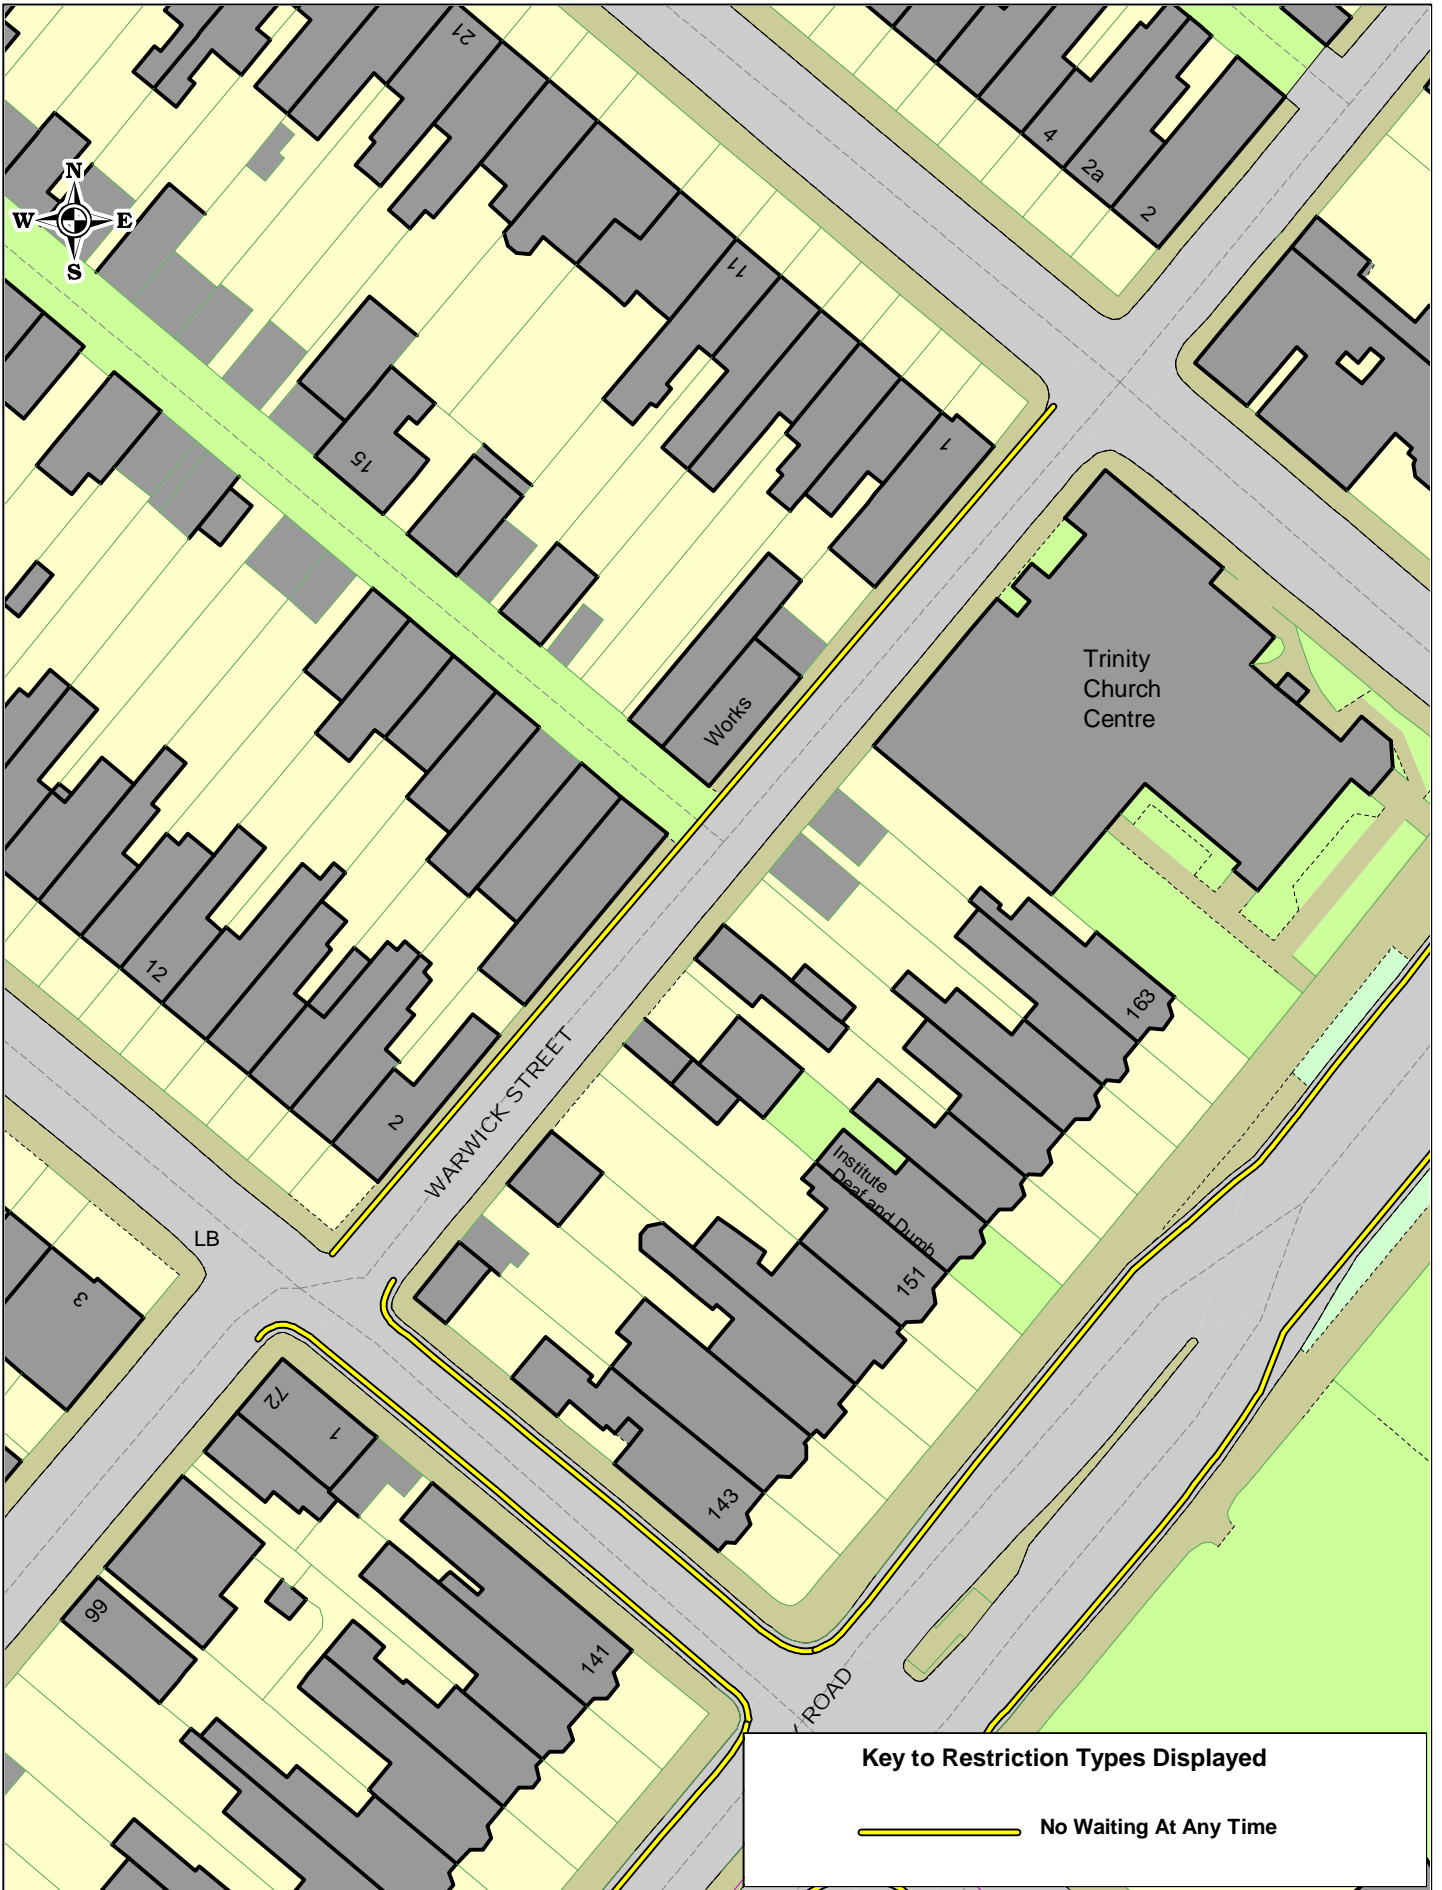 21
4
2a
2
N
W E
S
11
1
15
Trinity
Church
Centre
Works
12
163
2
WARWICK STREET
Institute
Deaf and Dumb
LB
151
3
72
1
143
99
141
ROAD
Key to Restriction Types Displayed
No Waiting At Any Time